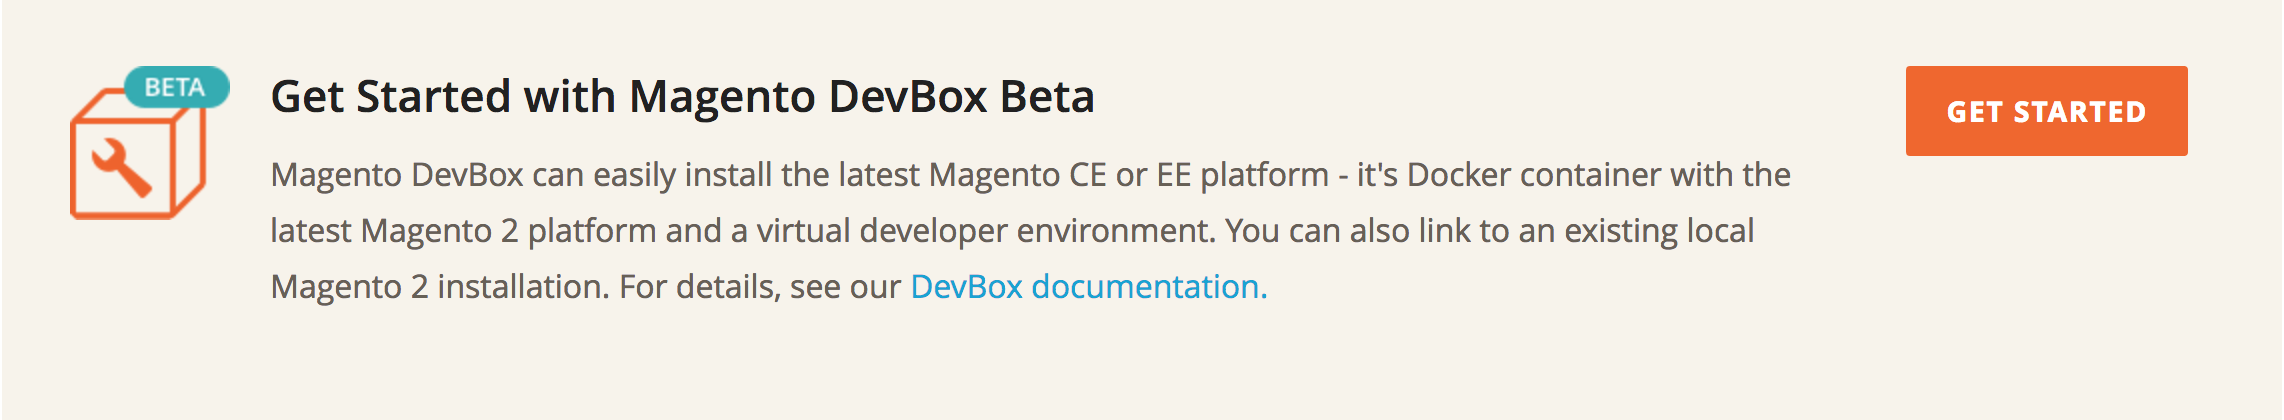 BETA
Get Started with Magento DevBox Beta
GET STARTED
Magento DevBox can easily install the latest Magento CE or EE platform - it's Docker container with the
latest Magento 2 platform and a virtual developer environment. You can also link to an existing local
Magento 2 installation. For details, see our DevBox documentation.